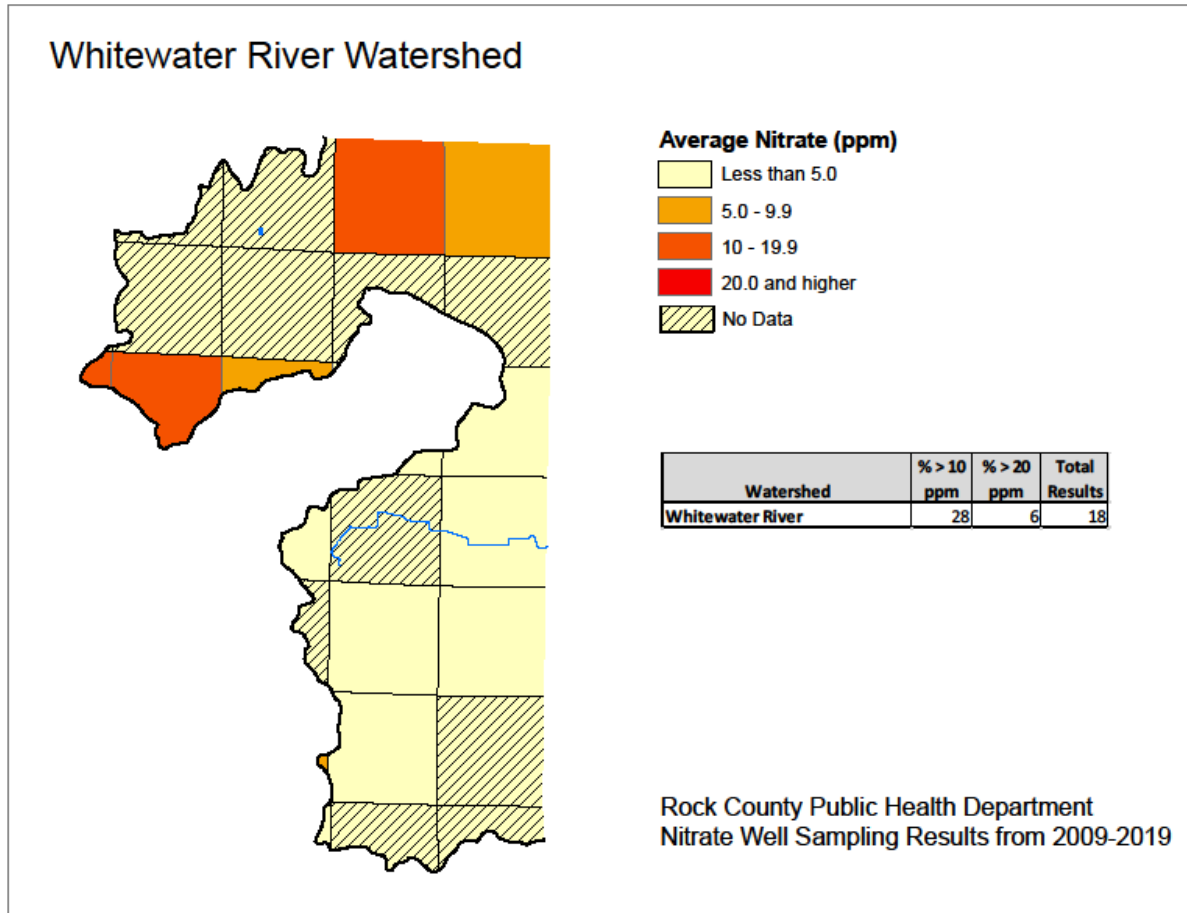 Whitewater River Watershed
Average Nitrate (ppm)
Less than 5.0
5.0 - 9.9
10 - 19.9
20.0 and higher
No Data
Watershed % > 10 ppm % > 20 ppm Total Results
Whitewater River 28 6 18
Rock County Public Health Department
Nitrate Well Sampling Results from 2009-2019